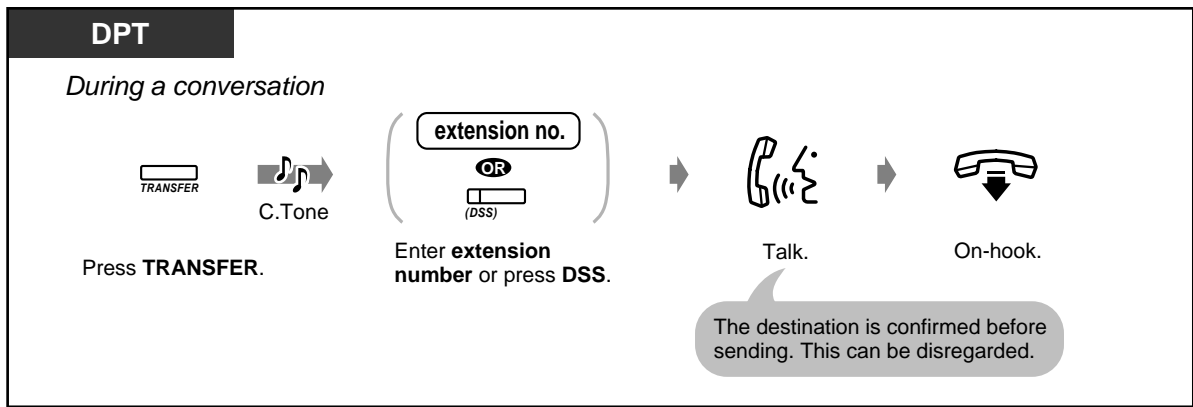 DPT
During a conversation
extension no.
OR
TRANSFER
(DSS)
C.Tone
Press TRANSFER.
Enter extension
number or press DSS.
Talk.
On-hook.
The destination is confirmed before
sending. This can be disregarded.